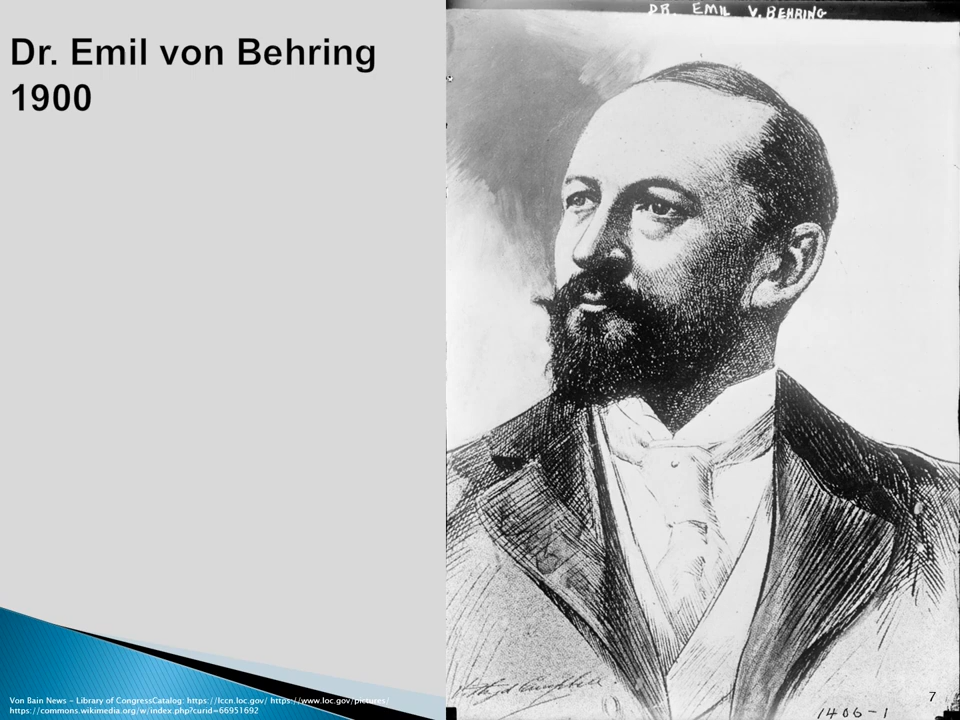 Dr. Emil von Behring
1900
DR. EMIL V. BEHRING
Campbell
7
1406-1
Von Bain News - Library of CongressCatalog: https://lccn.loc.gov/ https://www.loc.gov/pictures/
https://commons.wikimedia.org/w/index.php?curid=66951692